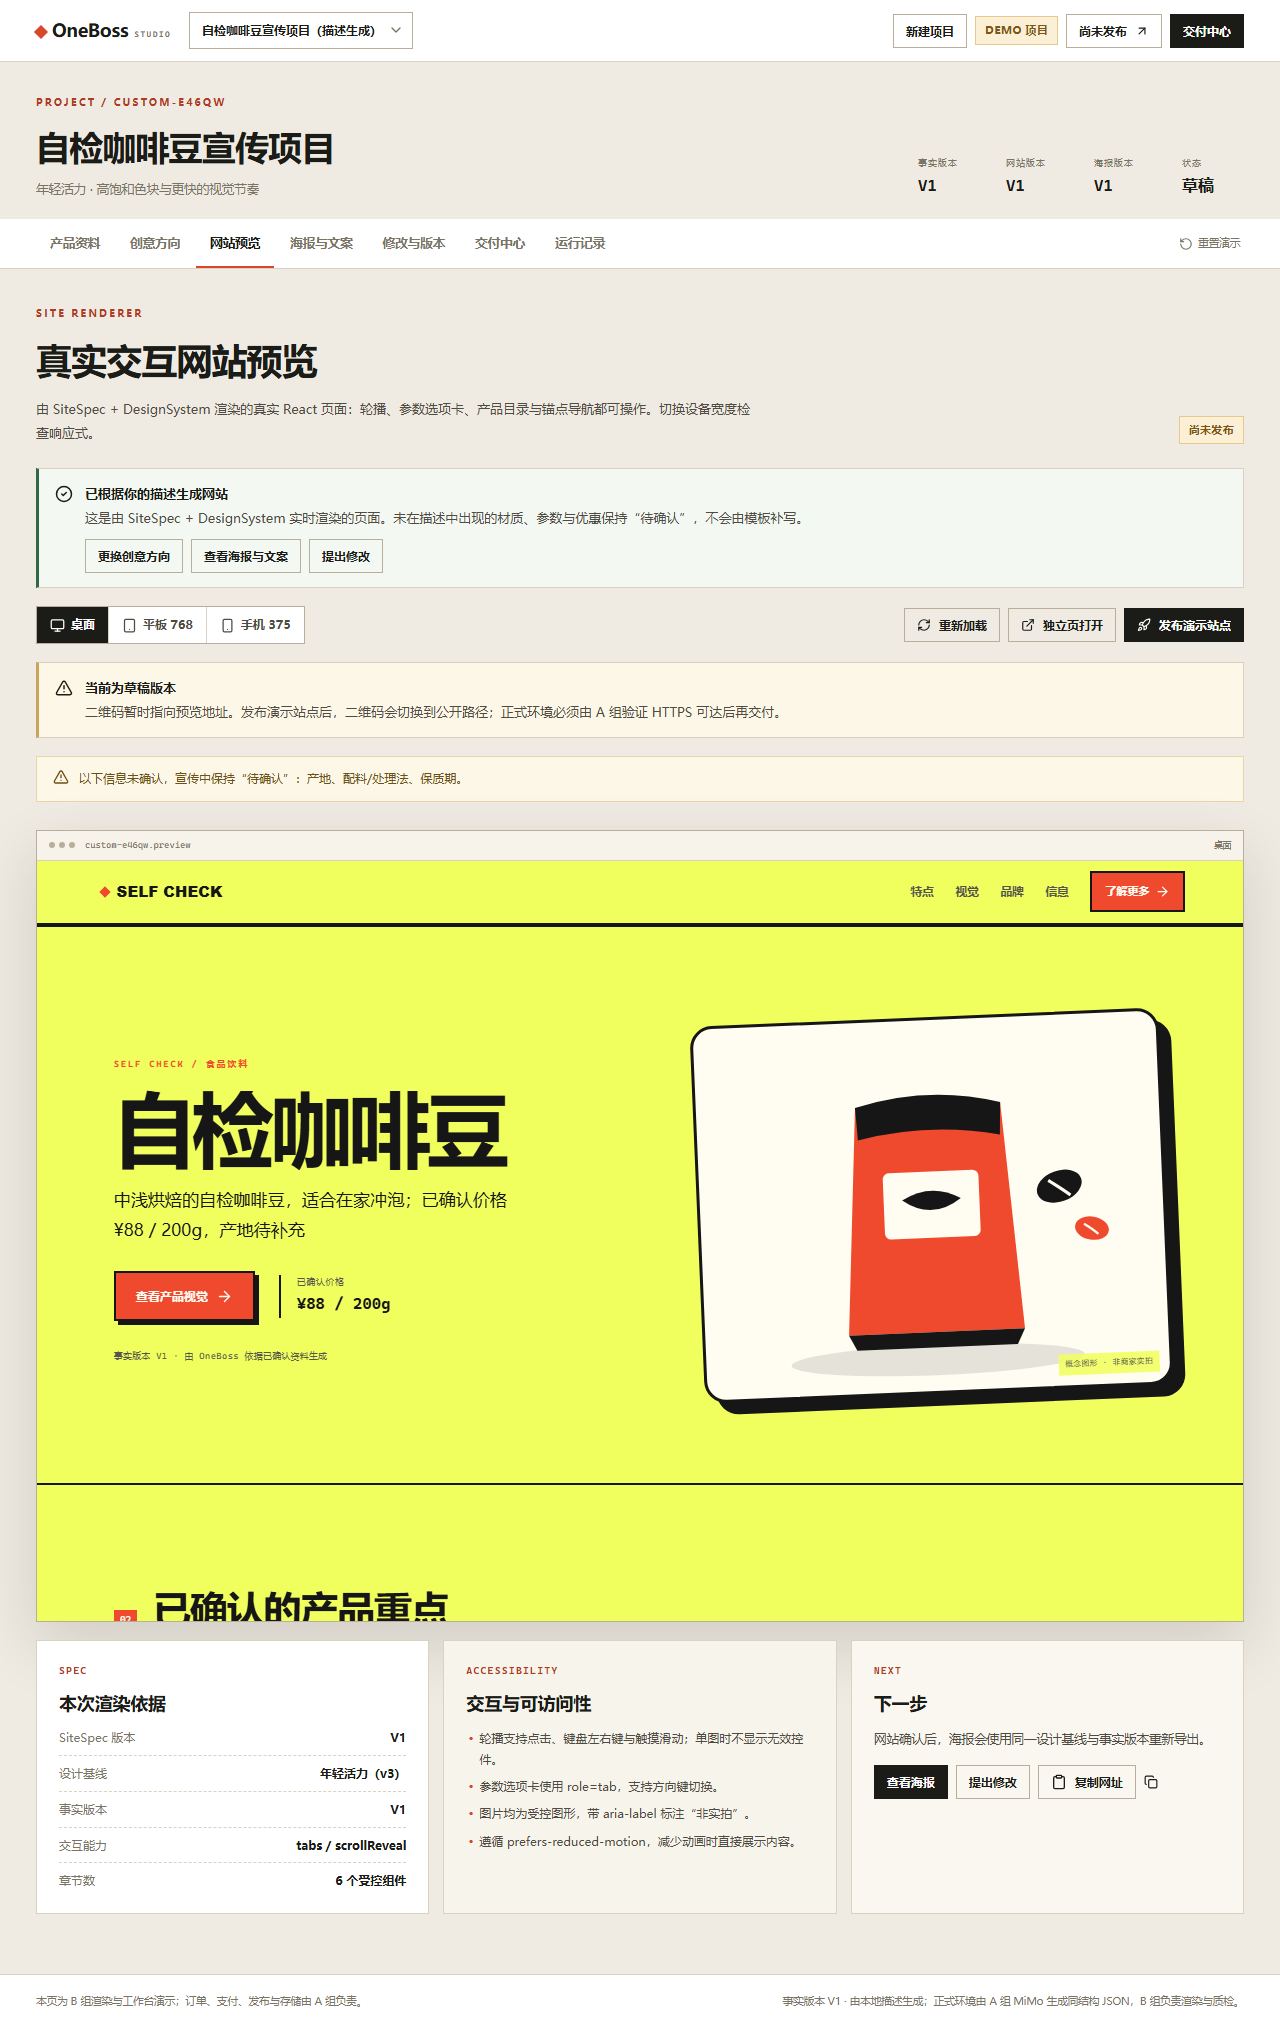 OneBoss STUDIO
自检咖啡豆宣传项目（描述生成）
新建项目
DEMO 项目
尚未发布
交付中心
PROJECT / CUSTOM-E46QW
自检咖啡豆宣传项目
年轻活力 · 高饱和色块与更快的视觉节奏
事实版本 网站版本 海报版本 状态
V1 V1 V1 草稿
产品资料 创意方向 网站预览 海报与文案 修改与版本 交付中心 运行记录
重置演示
SITE RENDERER
真实交互网站预览
由 SiteSpec + DesignSystem 渲染的真实 React 页面：轮播、参数选项卡、产品目录与锚点导航都可操作。切换设备宽度检
查响应式。
尚未发布
已根据你的描述生成网站
这是由 SiteSpec + DesignSystem 实时渲染的页面。未在描述中出现的材质、参数与优惠保持“待确认”，不会由模板补写。
更换创意方向 查看海报与文案 提出修改
桌面 平板 768 手机 375
重新加载 独立页打开 发布演示站点
当前为草稿版本
二维码暂时指向预览地址。发布演示站点后，二维码会切换到公开路径；正式环境必须由 A 组验证 HTTPS 可达后再交付。
以下信息未确认，宣传中保持“待确认”：产地、配料/处理法、保质期。
custom-e46qw.preview
桌面
SELF CHECK
特点 视觉 品牌 信息
了解更多
SELF CHECK / 食品饮料
自检咖啡豆
中浅烘焙的自检咖啡豆，适合在家冲泡；已确认价格
¥88 / 200g，产地待补充
查看产品视觉
已确认价格
¥88 / 200g
事实版本 V1 · 由 OneBoss 依据已确认资料生成
概念图形 · 非商家实拍
02
已确认的产品重点
SPEC
本次渲染依据
SiteSpec 版本 V1
设计基线 年轻活力（v3）
事实版本 V1
交互能力 tabs / scrollReveal
章节数 6 个受控组件
ACCESSIBILITY
交互与可访问性
• 轮播支持点击、键盘左右键与触摸滑动；单图时不显示无效控
件。
• 参数选项卡使用 role=tab，支持方向键切换。
• 图片均为受控图形，带 aria-label 标注“非实拍”。
• 遵循 prefers-reduced-motion，减少动画时直接展示内容。
NEXT
下一步
网站确认后，海报会使用同一设计基线与事实版本重新导出。
查看海报 提出修改 复制网址
本页为 B 组渲染与工作台演示；订单、支付、发布与存储由 A 组负责。
事实版本 V1 · 由本地描述生成；正式环境由 A 组 MiMo 生成同结构 JSON，B 组负责渲染与质检。